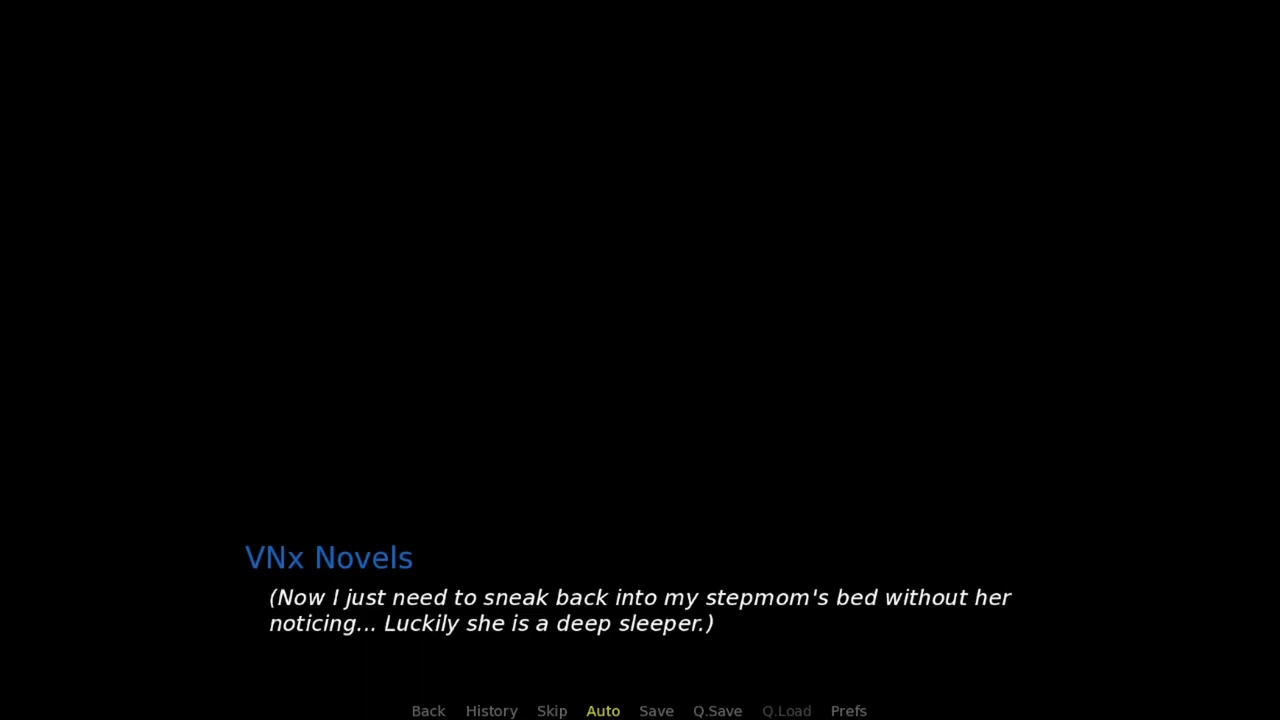 VNx Novels
(Now I just need to sneak back into my stepmom's bed without her
noticing... Luckily she is a deep sleeper.)
Back History Skip Auto Save Q.Save Q.Load Prefs